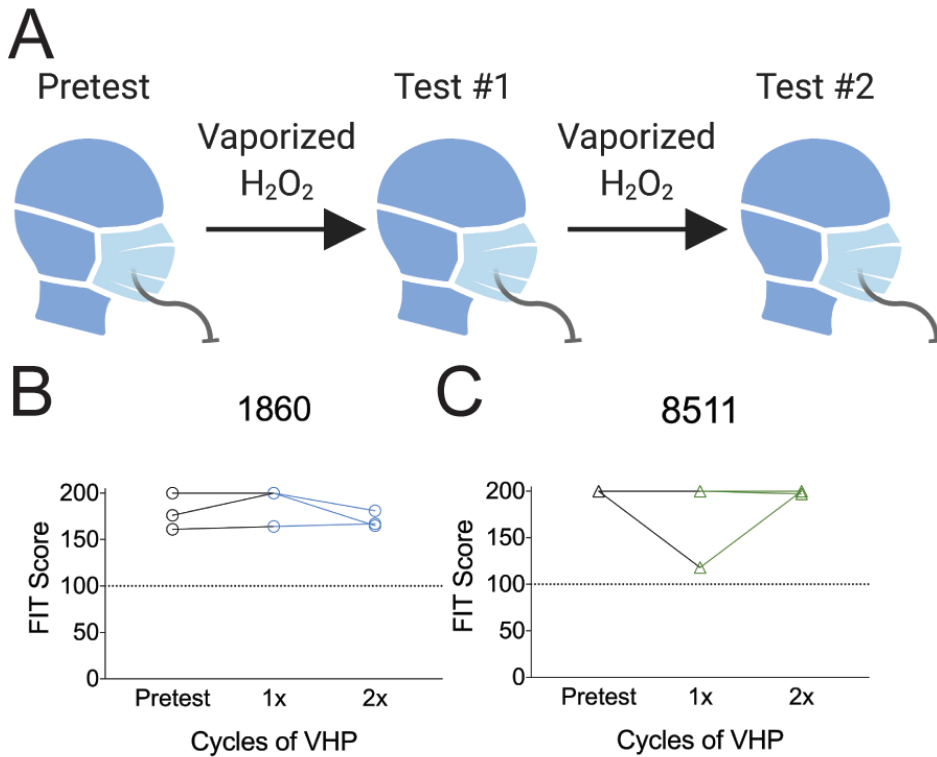 A
Pretest
Test #1
Test #2
Vaporized
H₂O₂
Vaporized
H₂O₂
B
1860
200
150
100
50
0
FIT Score
Pretest
1x
2x
Cycles of VHP
C
8511
200
150
100
50
0
FIT Score
Pretest
1x
2x
Cycles of VHP